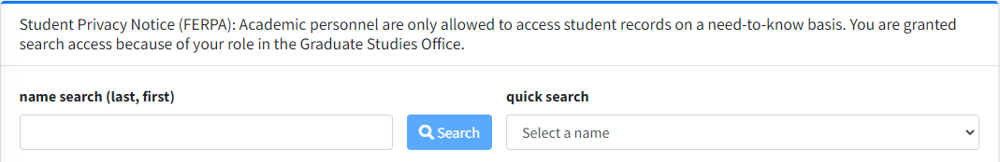 Student Privacy Notice (FERPA): Academic personnel are only allowed to access student records on a need-to-know basis. You are granted
search access because of your role in the Graduate Studies Office.
name search (last, first)
quick search
Search
Select a name